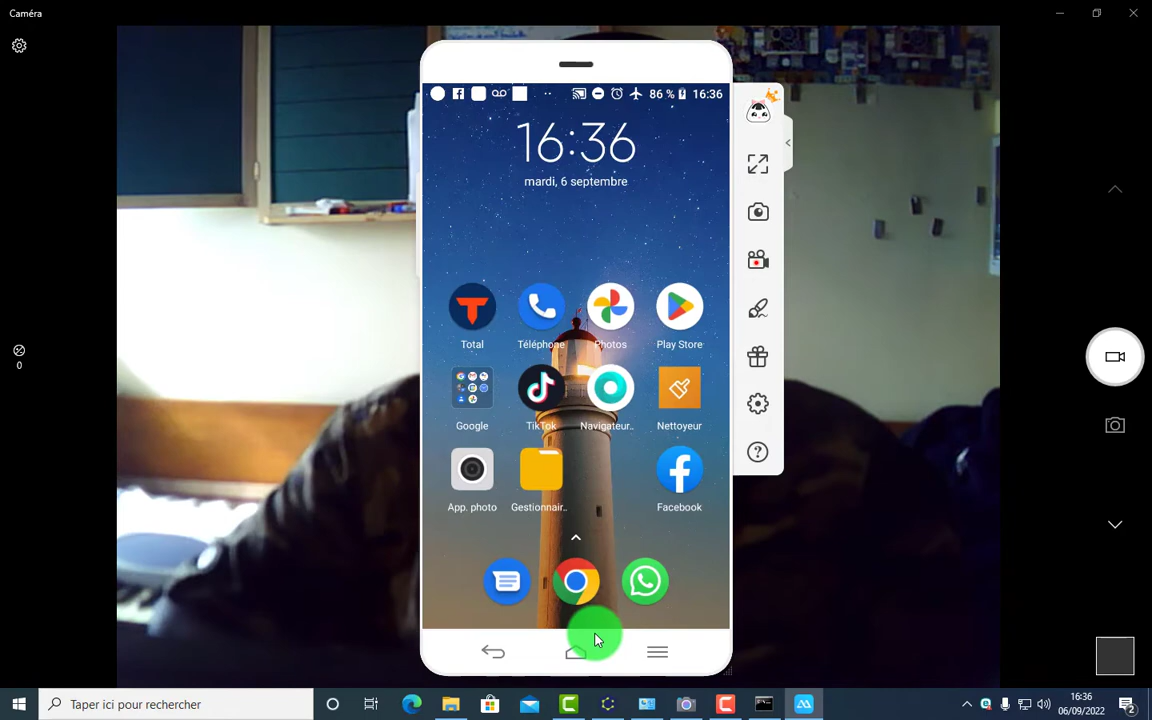 Caméra
86 % 16:36
16:36
mardi, 6 septembre
Total
Téléphone
Photos
Play Store
Google
TikTok
Navigateur..
Nettoyeur
App. photo
Gestionnair..
Facebook
0
Taper ici pour rechercher
16:36
06/09/2022
2